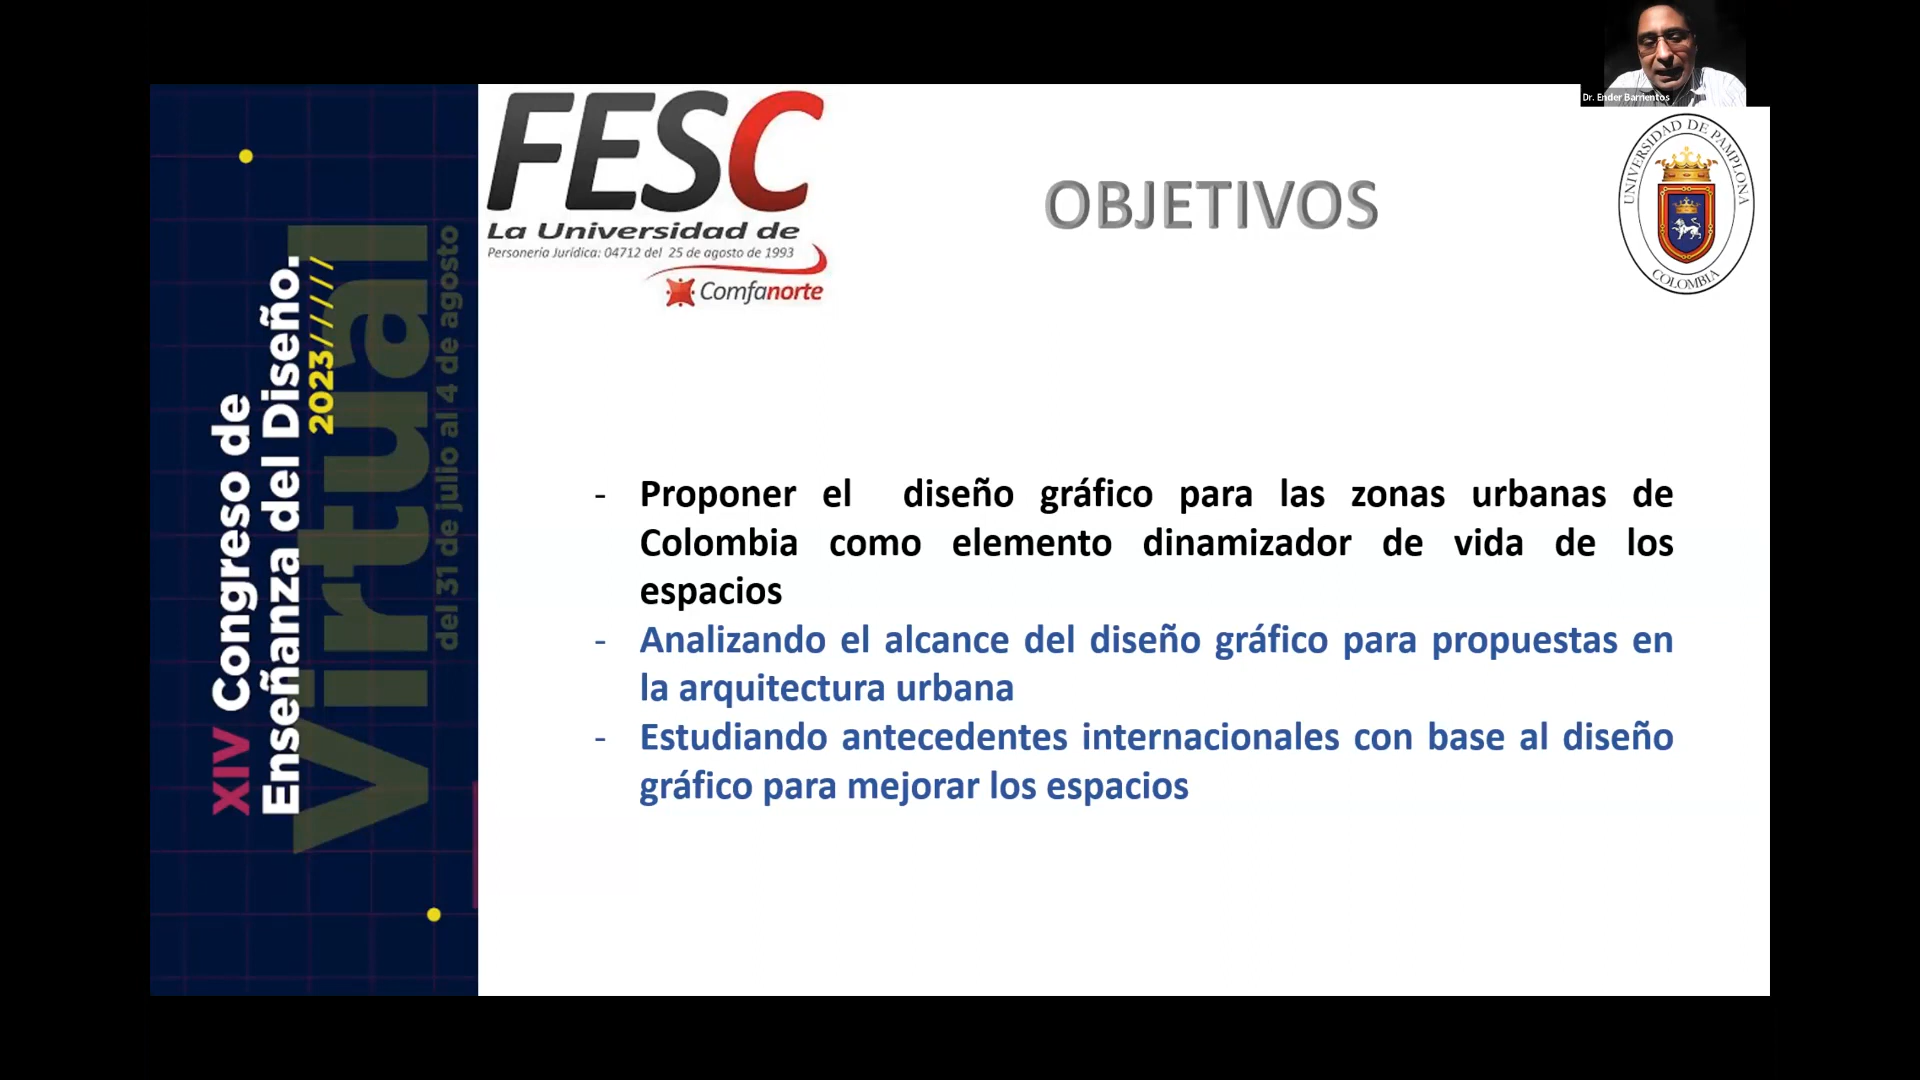 Dr. Ender Barrientos
XIV Congreso de
Enseñanza del Diseño.
2023//////
Virtual
del 31 de julio al 4 de agosto
FESC
La Universidad de
Personería Jurídica: 04712 del 25 de agosto de 1993
Comfanorte
OBJETIVOS
UNIVERSIDAD DE PAMPLONA
COLOMBIA
- Proponer el diseño gráfico para las zonas urbanas de
Colombia como elemento dinamizador de vida de los
espacios
- Analizando el alcance del diseño gráfico para propuestas en
la arquitectura urbana
- Estudiando antecedentes internacionales con base al diseño
gráfico para mejorar los espacios